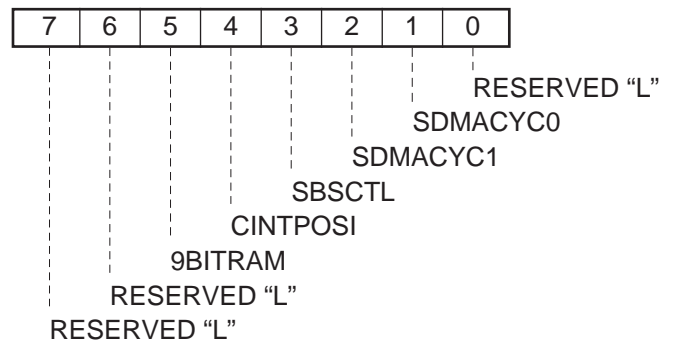 7 6 5 4 3 2 1 0
RESERVED “L”
SDMACYC0
SDMACYC1
SBSCTL
CINTPOSI
9BITRAM
RESERVED “L”
RESERVED “L”